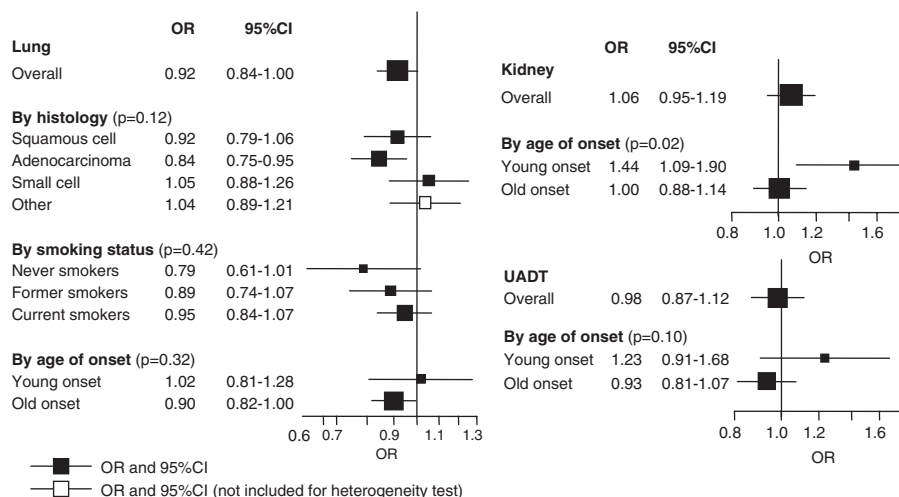 OR 95%CI
Lung
Overall 0.92 0.84-1.00
By histology (p=0.12)
Squamous cell 0.92 0.79-1.06
Adenocarcinoma 0.84 0.75-0.95
Small cell 1.05 0.88-1.26
Other 1.04 0.89-1.21
By smoking status (p=0.42)
Never smokers 0.79 0.61-1.01
Former smokers 0.89 0.74-1.07
Current smokers 0.95 0.84-1.07
By age of onset (p=0.32)
Young onset 1.02 0.81-1.28
Old onset 0.90 0.82-1.00
0.6 0.7 0.9 1.1 1.3
OR
OR and 95%CI
OR and 95%CI (not included for heterogeneity test)
OR 95%CI
Kidney
Overall 1.06 0.95-1.19
By age of onset (p=0.02)
Young onset 1.44 1.09-1.90
Old onset 1.00 0.88-1.14
0.8 1.0 1.2 1.6
OR
UADT
Overall 0.98 0.87-1.12
By age of onset (p=0.10)
Young onset 1.23 0.91-1.68
Old onset 0.93 0.81-1.07
0.8 1.0 1.2 1.6
OR